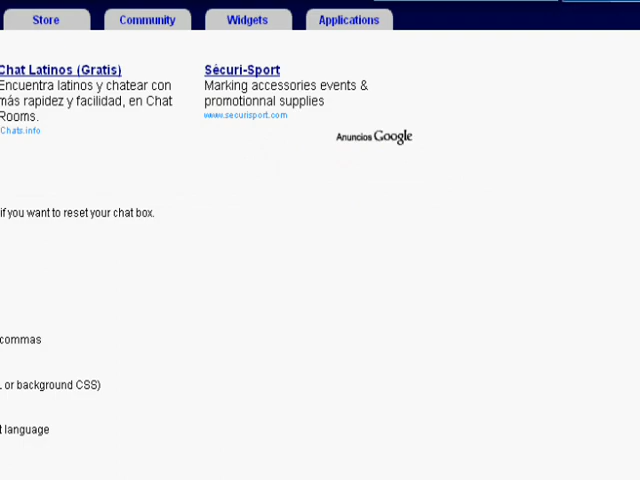 Store Community Widgets Applications
Chat Latinos (Gratis)
Encuentra latinos y chatear con
más rapidez y facilidad, en Chat
Rooms.
Chats.info
Sécuri-Sport
Marking accessories events &
promotionnal supplies
www.securisport.com
Anuncios Google
if you want to reset your chat box.
commas
or background CSS)
language